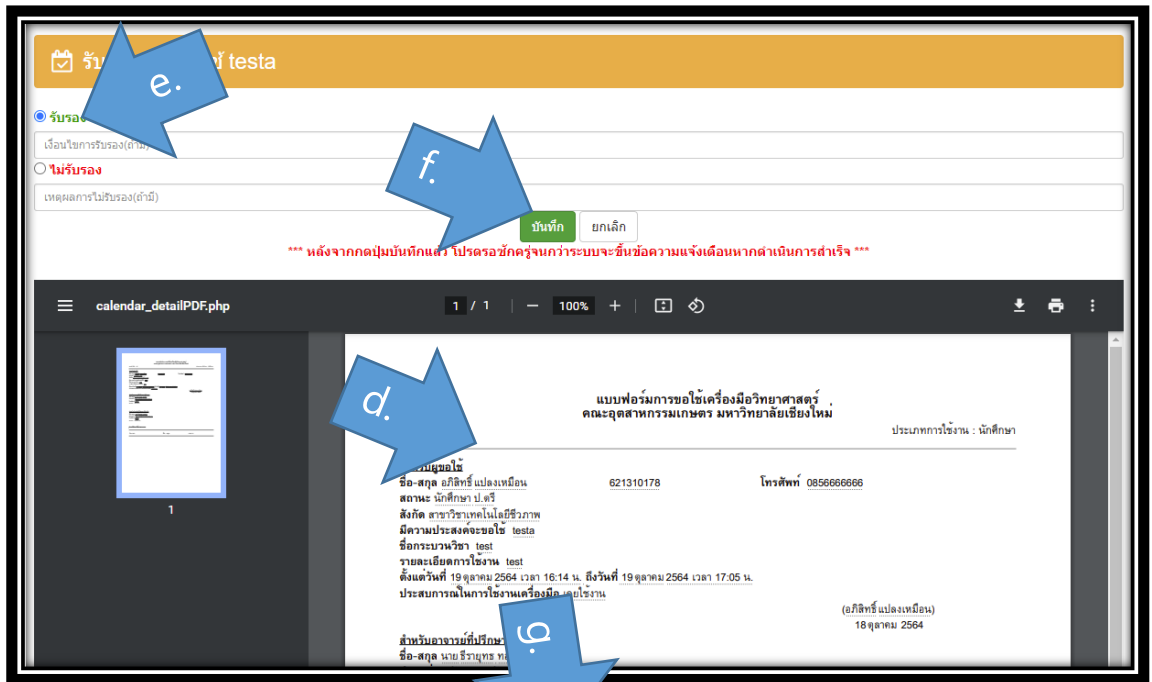 testa
e.
รับรอง
เงื่อนไขการรับรอง(ถ้ามี)
ไม่รับรอง
เหตุผลการไม่รับรอง(ถ้ามี)
f.
บันทึก ยกเลิก
*** หลังจากกดปุ่มบันทึกแล้ว โปรดรอซักครู่จนกว่าระบบจะขึ้นข้อความแจ้งเตือนหากดำเนินการสำเร็จ ***
calendar_detailPDF.php 1 / 1 100%
d.
แบบฟอร์มการขอใช้เครื่องมือวิทยาศาสตร์
คณะอุตสาหกรรมเกษตร มหาวิทยาลัยเชียงใหม่
ประเภทการใช้งาน : นักศึกษา
ผู้ขอใช้
ชื่อ-สกุล อภิสิทธิ์ แปลงเหมือน 621310178 โทรศัพท์ 0856666666
สถานะ นักศึกษา ป.ตรี
สังกัด สาขาวิชาเทคโนโลยีชีวภาพ
มีความประสงค์จะขอใช้ testa
ชื่อกระบวนวิชา test
รายละเอียดการใช้งาน test
ตั้งแต่วันที่ 19 ตุลาคม 2564 เวลา 16:14 น. ถึงวันที่ 19 ตุลาคม 2564 เวลา 17:05 น.
ประสบการณ์ในการใช้งานเครื่องมือ เคยใช้งาน
(อภิสิทธิ์ แปลงเหมือน)
18 ตุลาคม 2564
1
g.
สำหรับอาจารย์ที่ปรึกษา
ชื่อ-สกุล นาย ธีรายุทธ